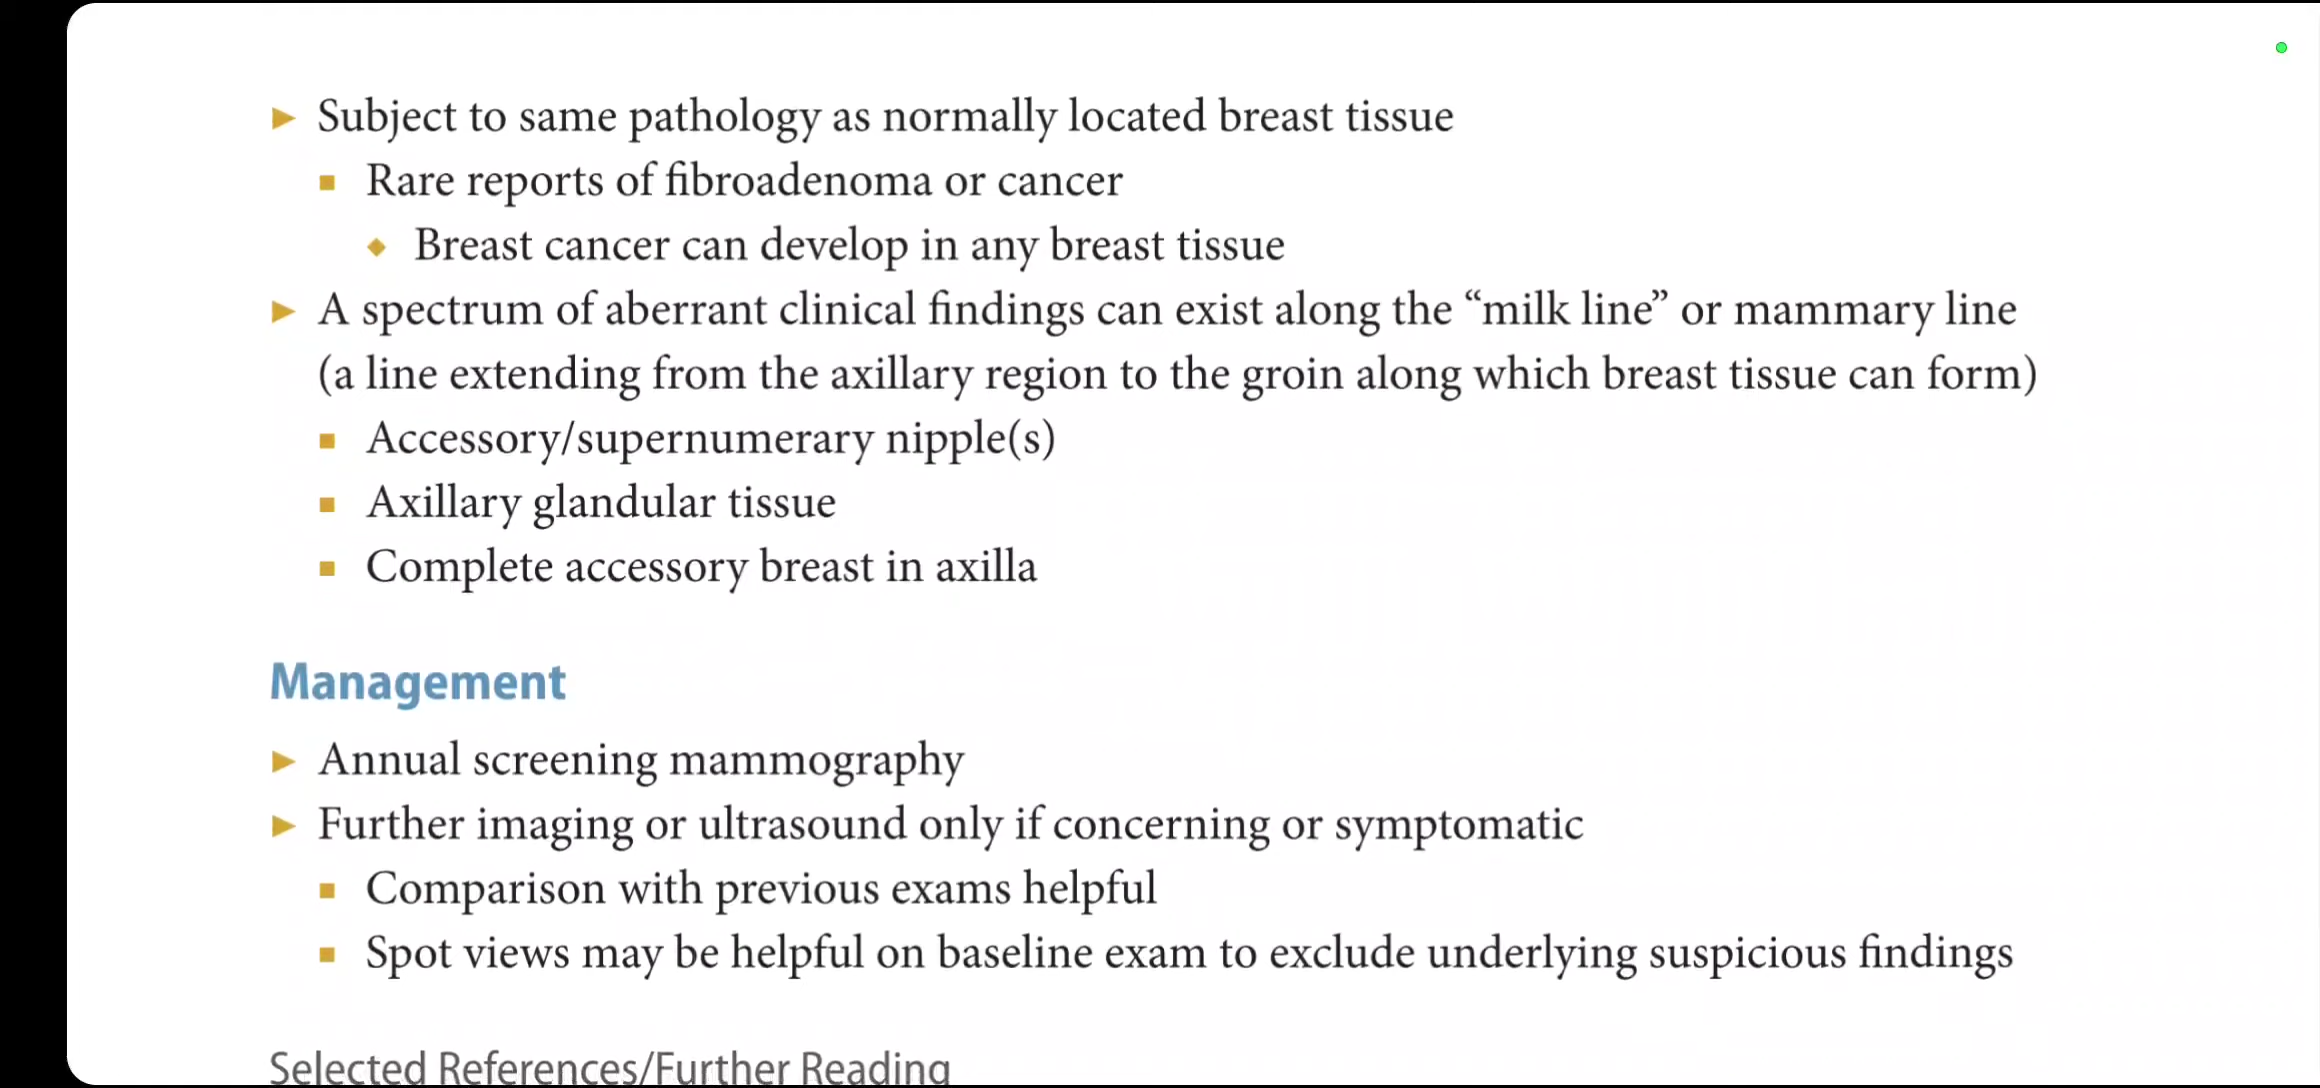 ► Subject to same pathology as normally located breast tissue
■ Rare reports of fibroadenoma or cancer
◆ Breast cancer can develop in any breast tissue
► A spectrum of aberrant clinical findings can exist along the “milk line” or mammary line
(a line extending from the axillary region to the groin along which breast tissue can form)
■ Accessory/supernumerary nipple(s)
■ Axillary glandular tissue
■ Complete accessory breast in axilla
Management
► Annual screening mammography
► Further imaging or ultrasound only if concerning or symptomatic
■ Comparison with previous exams helpful
■ Spot views may be helpful on baseline exam to exclude underlying suspicious findings
Selected References/Further Reading